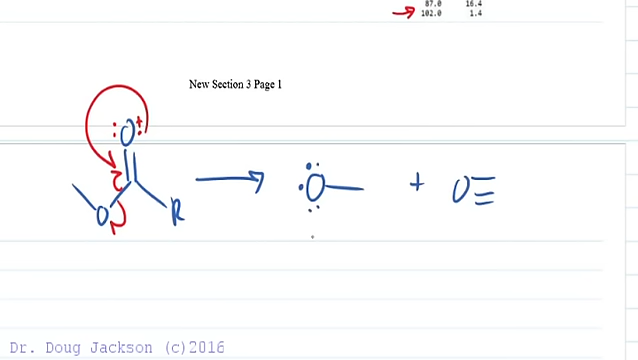 87.0 16.4
102.0 1.4
New Section 3 Page 1
:O+.
O R
:O + O≡
Dr. Doug Jackson (c)2016